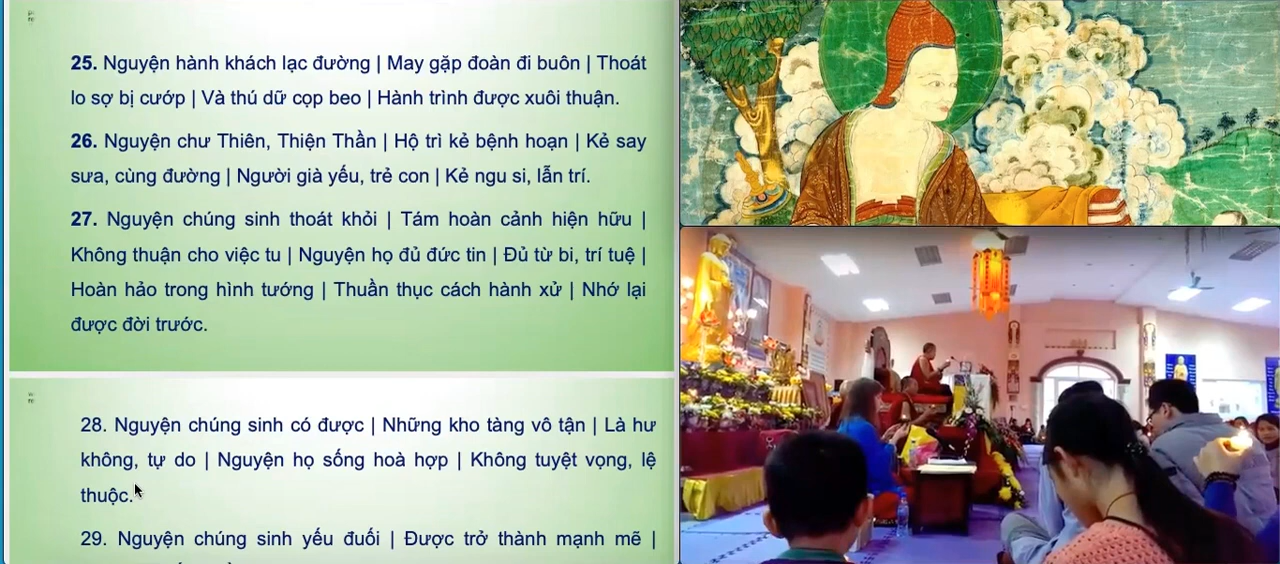 25. Nguyện hành khách lạc đường | May gặp đoàn đi buôn | Thoát
lo sợ bị cướp | Và thú dữ cọp beo | Hành trình được xuôi thuận.
26. Nguyện chư Thiên, Thiện Thần | Hộ trì kẻ bệnh hoạn | Kẻ say
sưa, cùng đường | Người già yếu, trẻ con | Kẻ ngu si, lẫn trí.
27. Nguyện chúng sinh thoát khỏi | Tám hoàn cảnh hiện hữu |
Không thuận cho việc tu | Nguyện họ đủ đức tin | Đủ từ bi, trí tuệ |
Hoàn hảo trong hình tướng | Thuần thục cách hành xử | Nhớ lại
được đời trước.
28. Nguyện chúng sinh có được | Những kho tàng vô tận | Là hư
không, tự do | Nguyện họ sống hoà hợp | Không tuyệt vọng, lệ
thuộc.
29. Nguyện chúng sinh yếu đuối | Được trở thành mạnh mẽ |